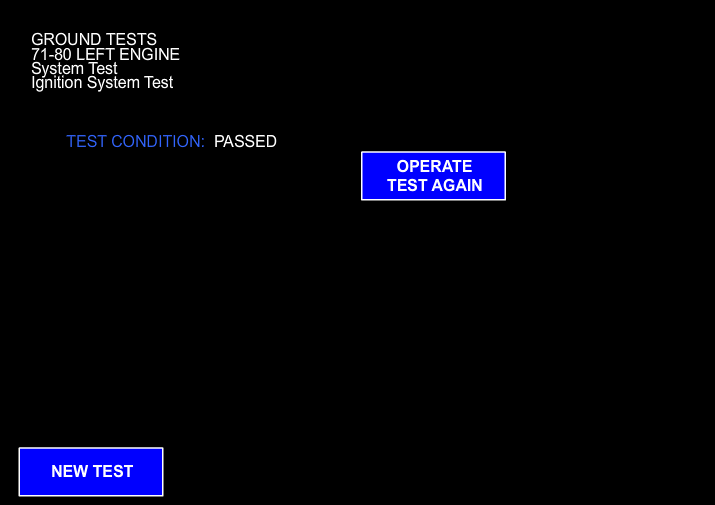 GROUND TESTS
71-80 LEFT ENGINE
System Test
Ignition System Test
TEST CONDITION: PASSED
OPERATE
TEST AGAIN
NEW TEST